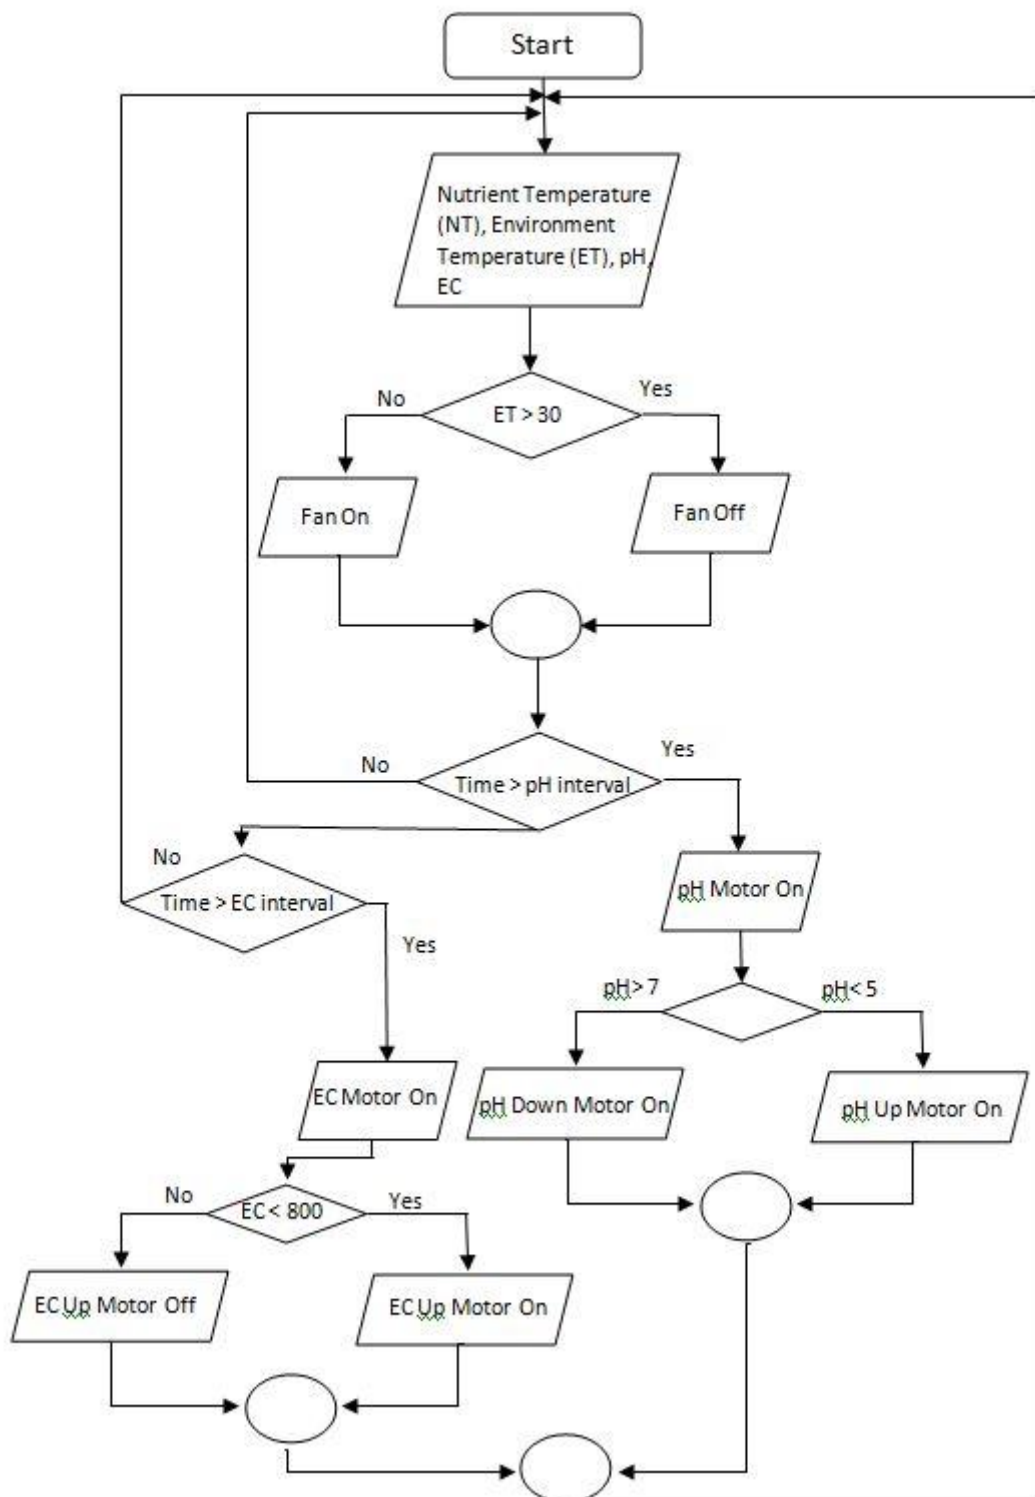 Start
Nutrient Temperature
(NT), Environment
Temperature (ET), pH,
EC
No
Yes
ET > 30
Fan On
Fan Off
No
Yes
Time > pH interval
No
Time > EC interval
Yes
pH Motor On
pH> 7
pH< 5
EC Motor On
pH Down Motor On
pH Up Motor On
No
EC < 800
Yes
EC Up Motor Off
EC Up Motor On